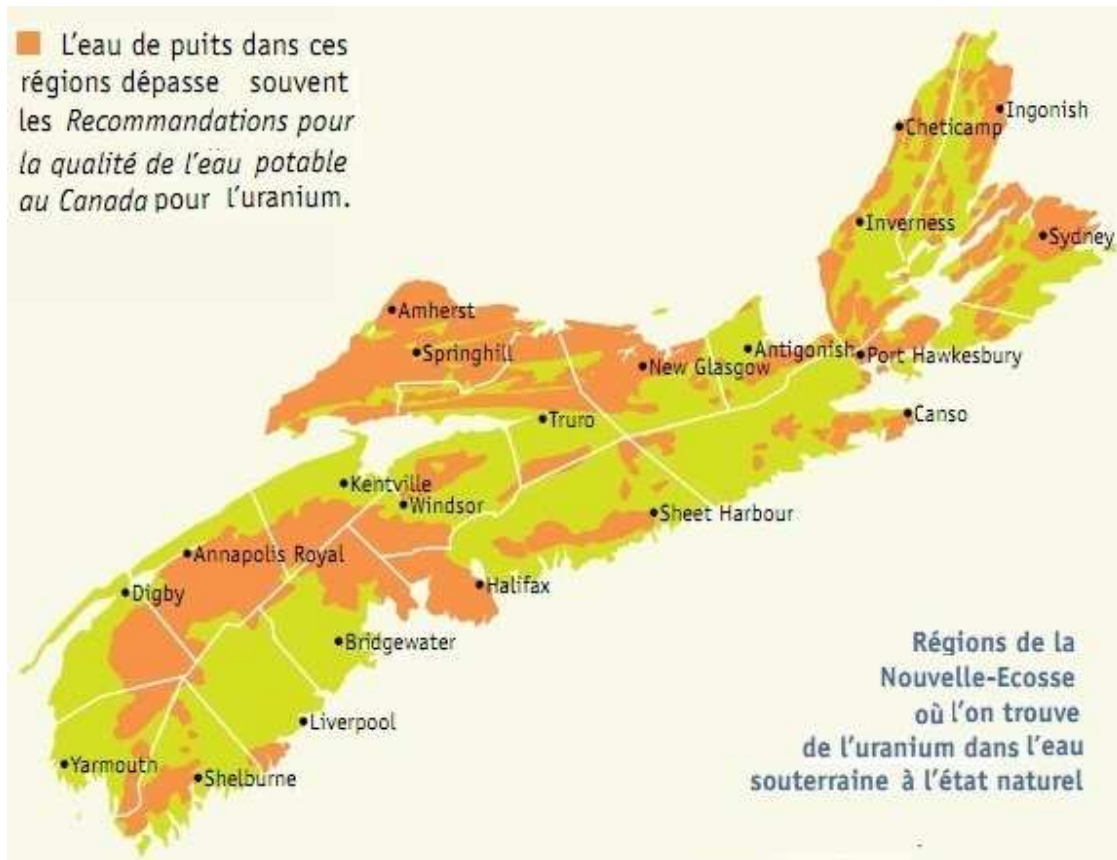 L'eau de puits dans ces
régions dépasse souvent
les Recommandations pour
la qualité de l'eau potable
au Canada pour l'uranium.
Ingonish
Cheticamp
Inverness
Sydney
Amherst
Springhill
New Glasgow
Antigonish
Port Hawkesbury
Canso
Truro
Kentville
Windsor
Sheet Harbour
Annapolis Royal
Digby
Halifax
Bridgewater
Liverpool
Yarmouth
Shelburne
Régions de la
Nouvelle-Ecosse
où l'on trouve
de l'uranium dans l'eau
souterraine à l'état naturel